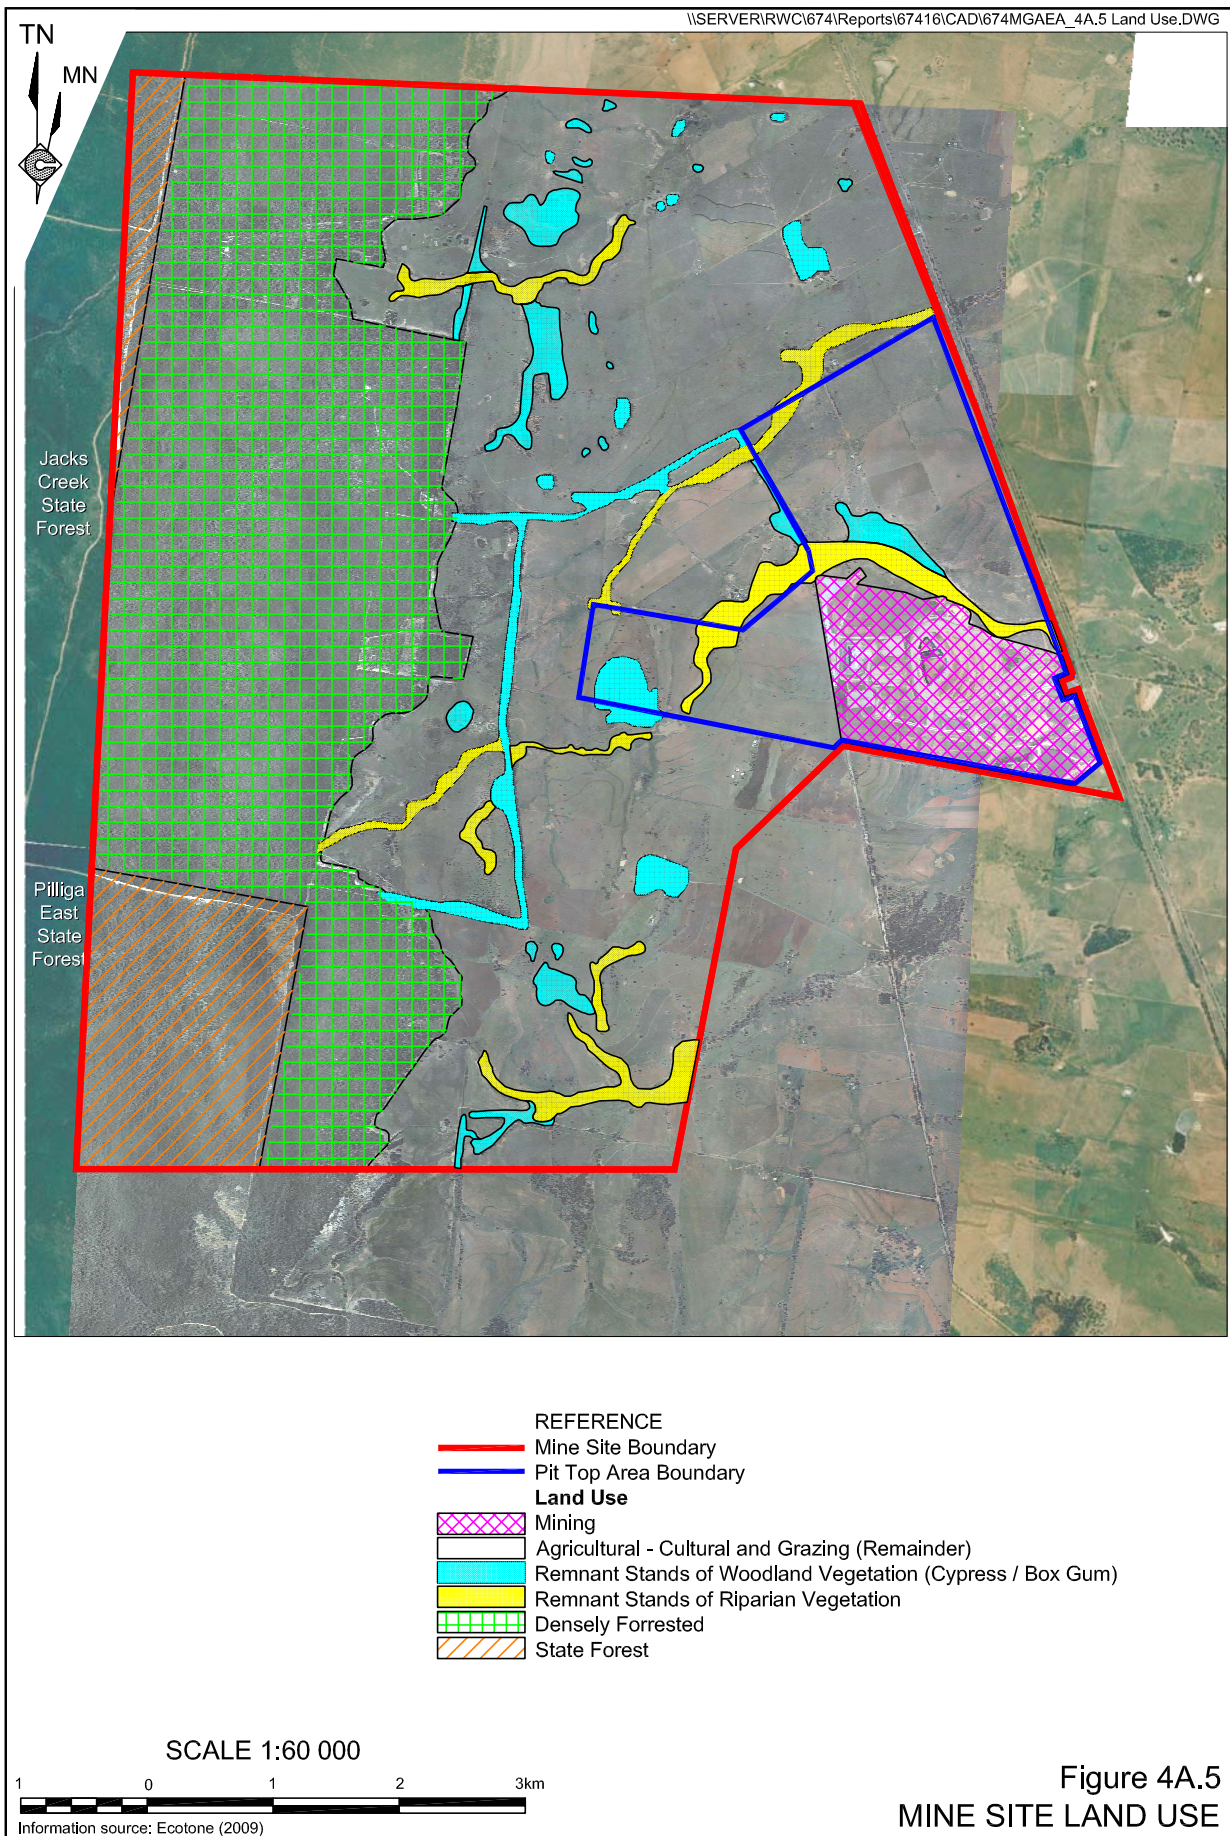 \\SERVER\RWC\674\Reports\67416\CAD\674MGAEA_4A.5 Land Use.DWG
TN
MN
Jacks
Creek
State
Forest
Pilliga
East
State
Forest
REFERENCE
Mine Site Boundary
Pit Top Area Boundary
Land Use
Mining
Agricultural - Cultural and Grazing (Remainder)
Remnant Stands of Woodland Vegetation (Cypress / Box Gum)
Remnant Stands of Riparian Vegetation
Densely Forrested
State Forest
SCALE 1:60 000
1 0 1 2 3km
Information source: Ecotone (2009)
Figure 4A.5
MINE SITE LAND USE